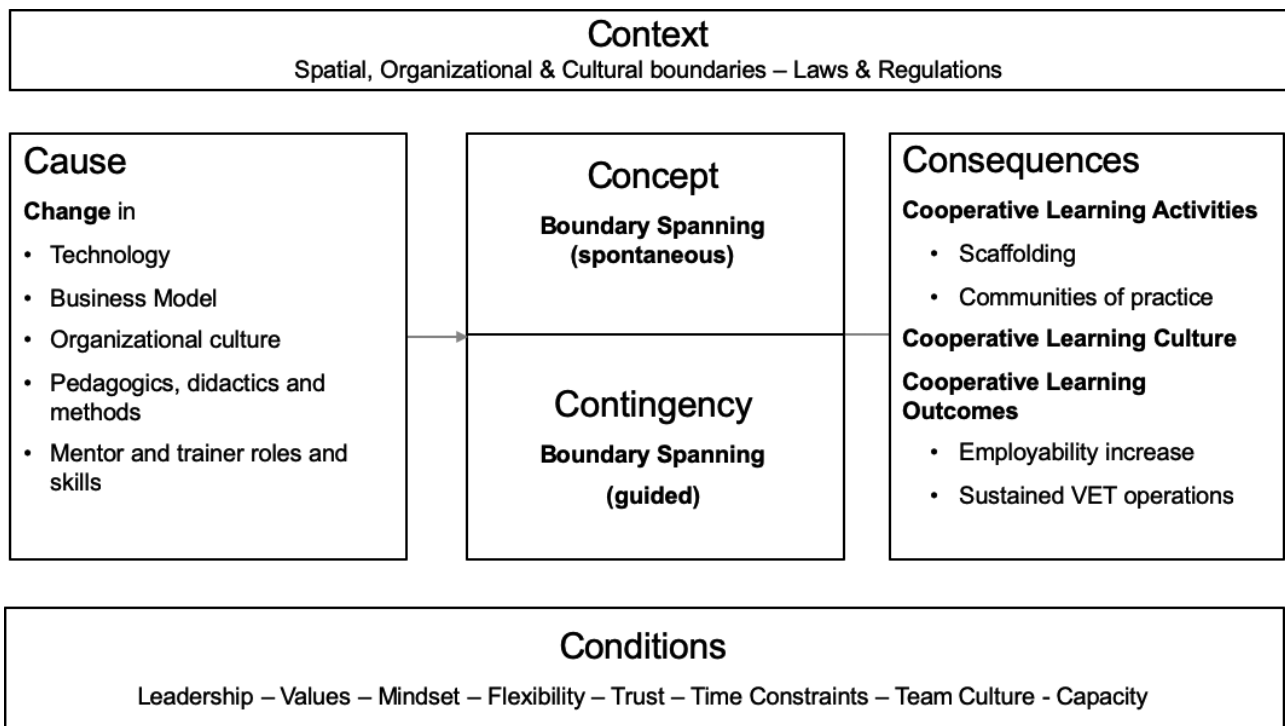 Context
Spatial, Organizational & Cultural boundaries – Laws & Regulations
Cause
Change in
• Technology
• Business Model
• Organizational culture
• Pedagogics, didactics and
methods
• Mentor and trainer roles and
skills
Concept
Boundary Spanning
(spontaneous)
Contingency
Boundary Spanning
(guided)
Consequences
Cooperative Learning Activities
• Scaffolding
• Communities of practice
Cooperative Learning Culture
Cooperative Learning
Outcomes
• Employability increase
• Sustained VET operations
Conditions
Leadership – Values – Mindset – Flexibility – Trust – Time Constraints – Team Culture - Capacity